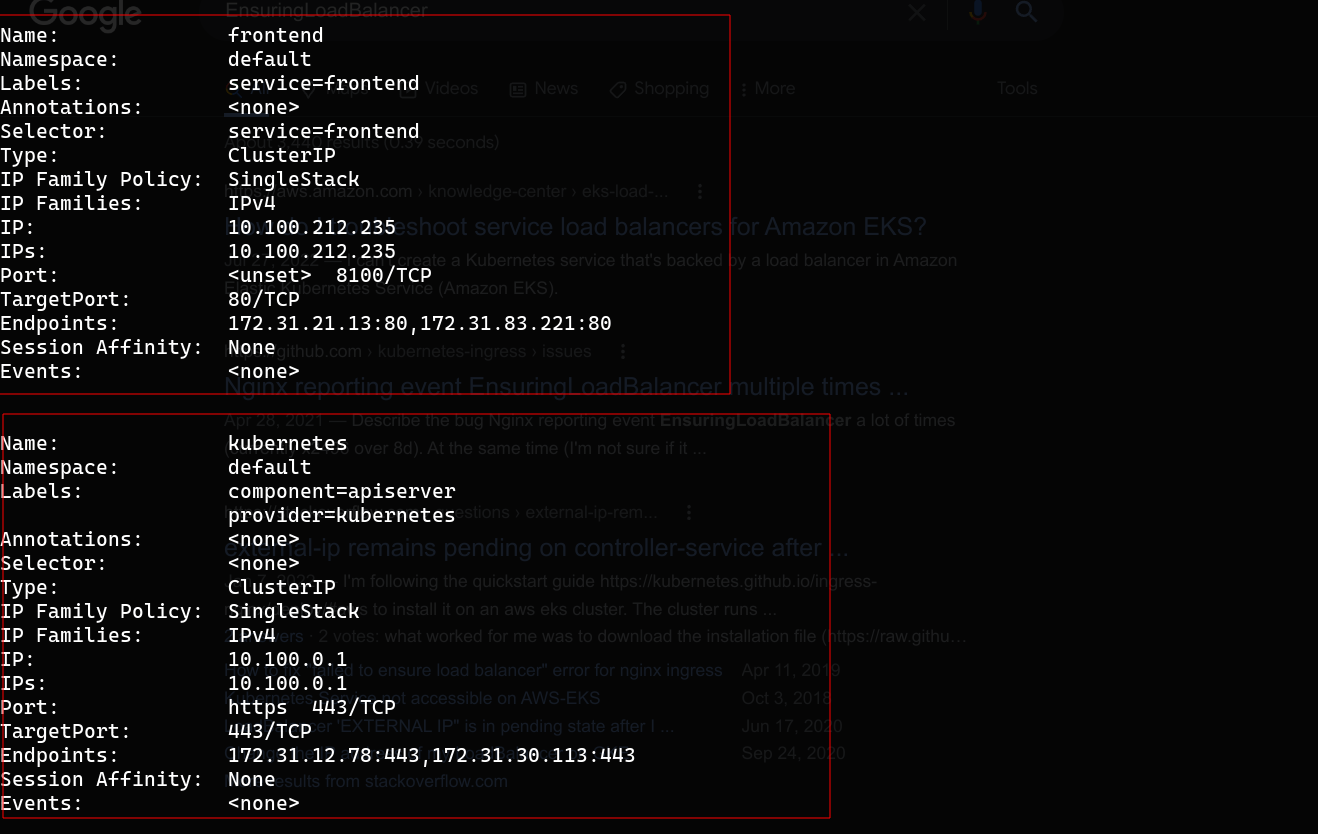 Google EnsuringLoadBalancer
Name: frontend
Namespace: default
Labels: service=frontend
Videos News Shopping More Tools
Annotations: <none>
Selector: service=frontend
results (0.39 seconds)
Type: ClusterIP
IP Family Policy: SingleStack
aws.amazon.com › knowledge-center › eks-load-...
IP Families: IPv4
IP: 10.100.212.235
shoot service load balancers for Amazon EKS?
IPs: 10.100.212.235
create a Kubernetes service that's backed by a load balancer in Amazon
Port: <unset> 8100/TCP
Elastic Kubernetes Service (Amazon EKS).
TargetPort: 80/TCP
Endpoints: 172.31.21.13:80,172.31.83.221:80
Session Affinity: None
github.com › kubernetes-ingress › issues
Events: <none>
Nginx reporting event EnsuringLoadBalancer multiple times ...
Apr 28, 2021 — Describe the bug Nginx reporting event EnsuringLoadBalancer a lot of times
over 8d). At the same time (I'm not sure if it ...
Name: kubernetes
Namespace: default
Labels: component=apiserver
provider=kubernetes
› external-ip-rem...
Annotations: <none>
external-ip remains pending on controller-service after ...
Selector: <none>
I'm following the quickstart guide https://kubernetes.github.io/ingress-
Type: ClusterIP
IP Family Policy: SingleStack
to install it on an aws eks cluster. The cluster runs ...
IP Families: IPv4
2 votes: what worked for me was to download the installation file (https://raw.githu...
IP: 10.100.0.1
to ensure load balancer" error for nginx ingress Apr 11, 2019
IPs: 10.100.0.1
not accessible on AWS-EKS Oct 3, 2018
Port: https 443/TCP
'EXTERNAL IP" is in pending state after I ... Jun 17, 2020
TargetPort: 443/TCP
Endpoints: 172.31.12.78:443,172.31.30.113:443
Sep 24, 2020
Session Affinity: None
results from stackoverflow.com
Events: <none>